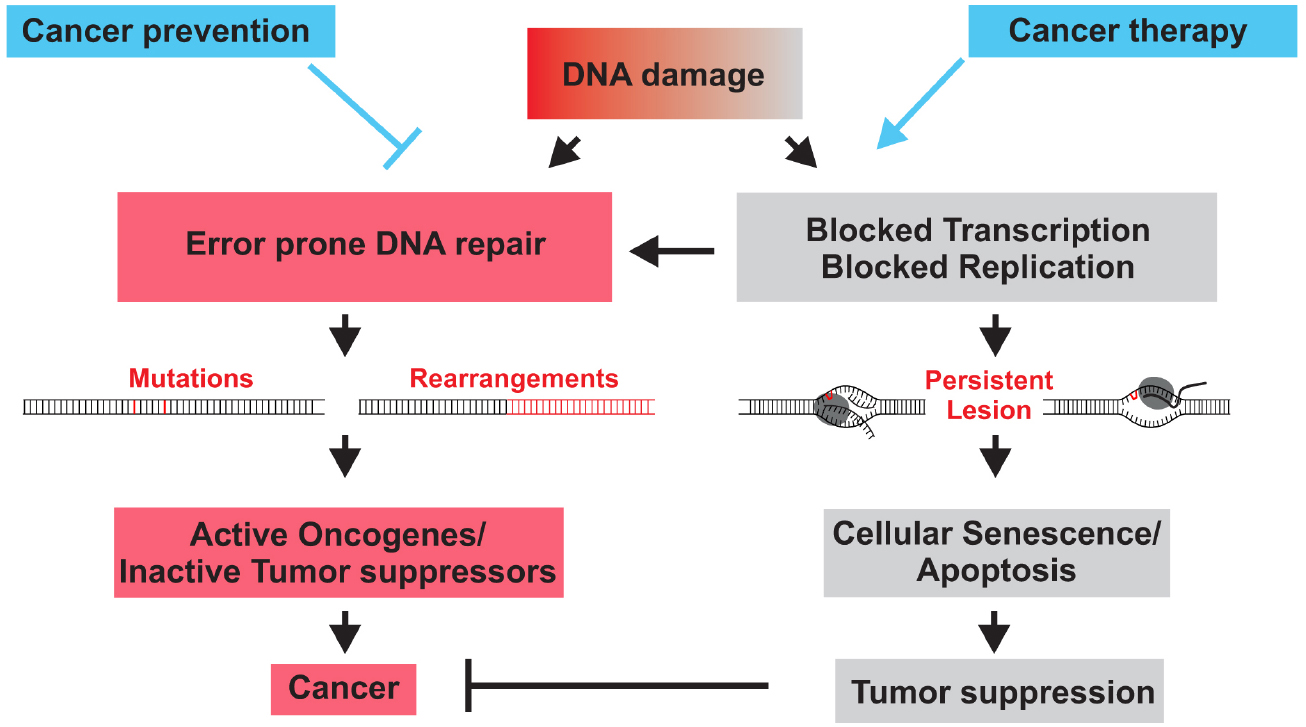 Cancer prevention
DNA damage
Cancer therapy
Error prone DNA repair
Blocked Transcription
Blocked Replication
Mutations
Rearrangements
Persistent
Lesion
Active Oncogenes/
Inactive Tumor suppressors
Cellular Senescence/
Apoptosis
Cancer
Tumor suppression